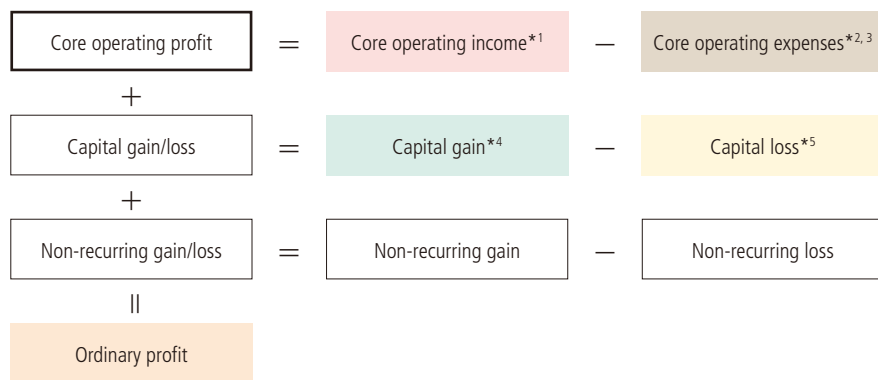 Core operating profit = Core operating income*1 − Core operating expenses*2, 3
+
Capital gain/loss = Capital gain*4 − Capital loss*5
+
Non-recurring gain/loss = Non-recurring gain − Non-recurring loss
=
Ordinary profit